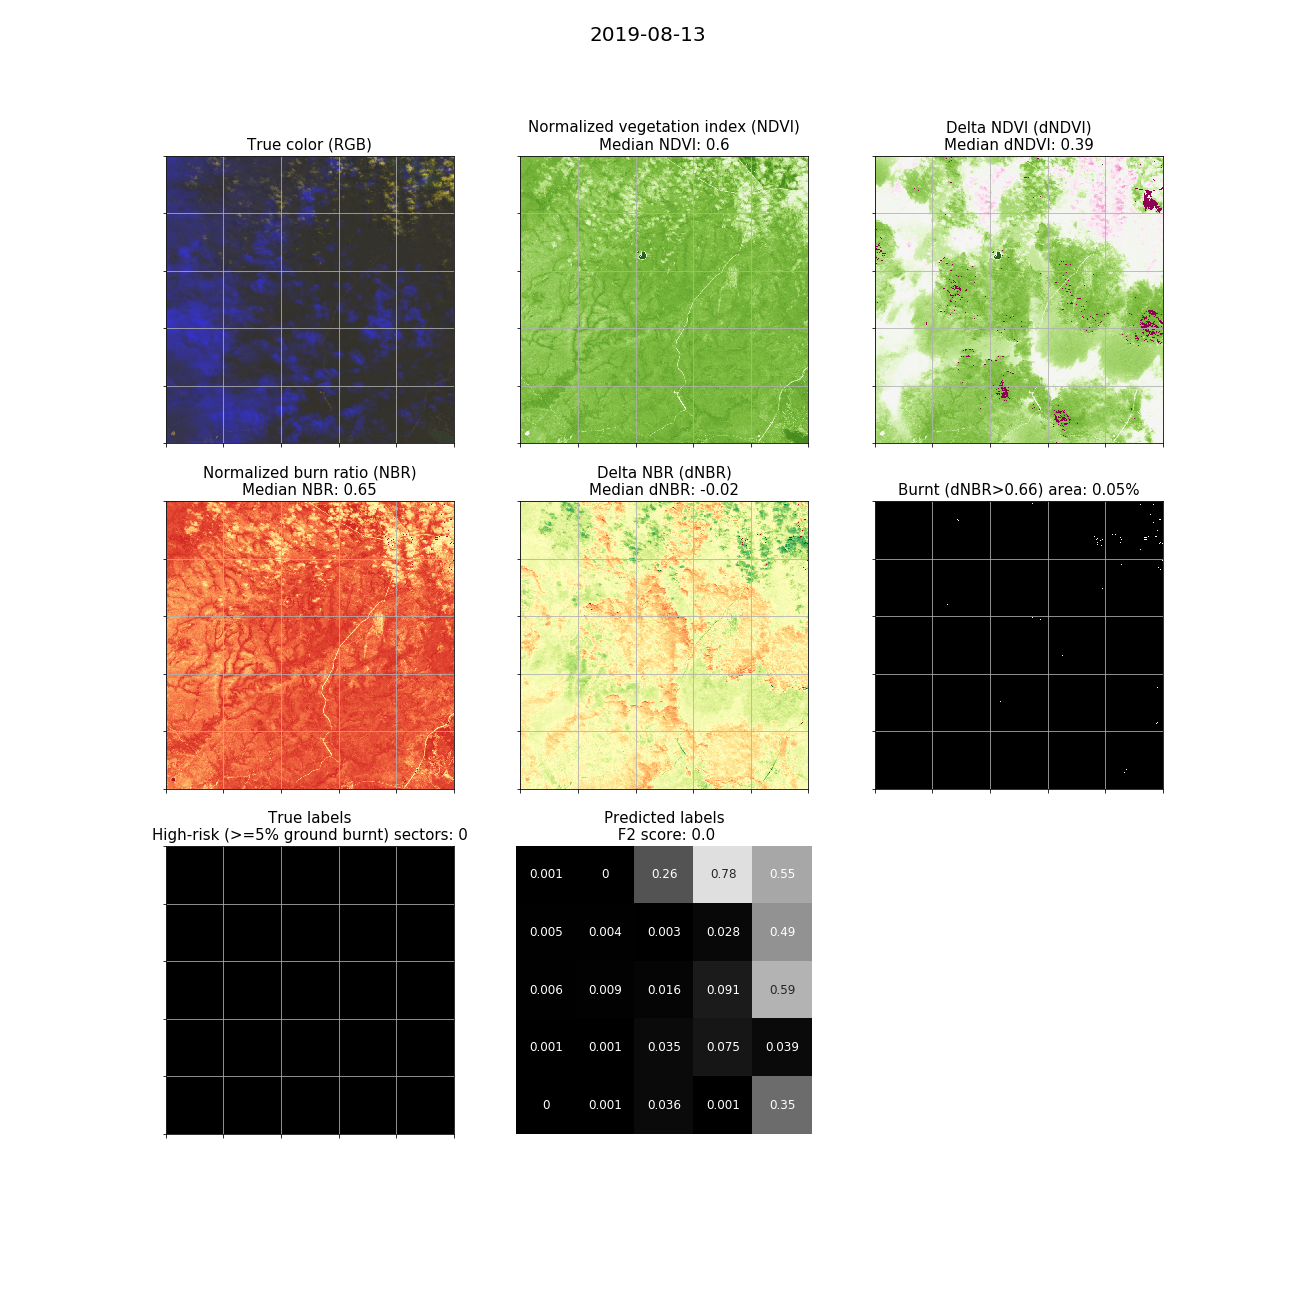 2019-08-13
True color (RGB)
Normalized vegetation index (NDVI)
Median NDVI: 0.6
Delta NDVI (dNDVI)
Median dNDVI: 0.39
Normalized burn ratio (NBR)
Median NBR: 0.65
Delta NBR (dNBR)
Median dNBR: -0.02
Burnt (dNBR>0.66) area: 0.05%
True labels
High-risk (>=5% ground burnt) sectors: 0
Predicted labels
F2 score: 0.0
0.001 0 0.26 0.78 0.55
0.005 0.004 0.003 0.028 0.49
0.006 0.009 0.016 0.091 0.59
0.001 0.001 0.035 0.075 0.039
0 0.001 0.036 0.001 0.35